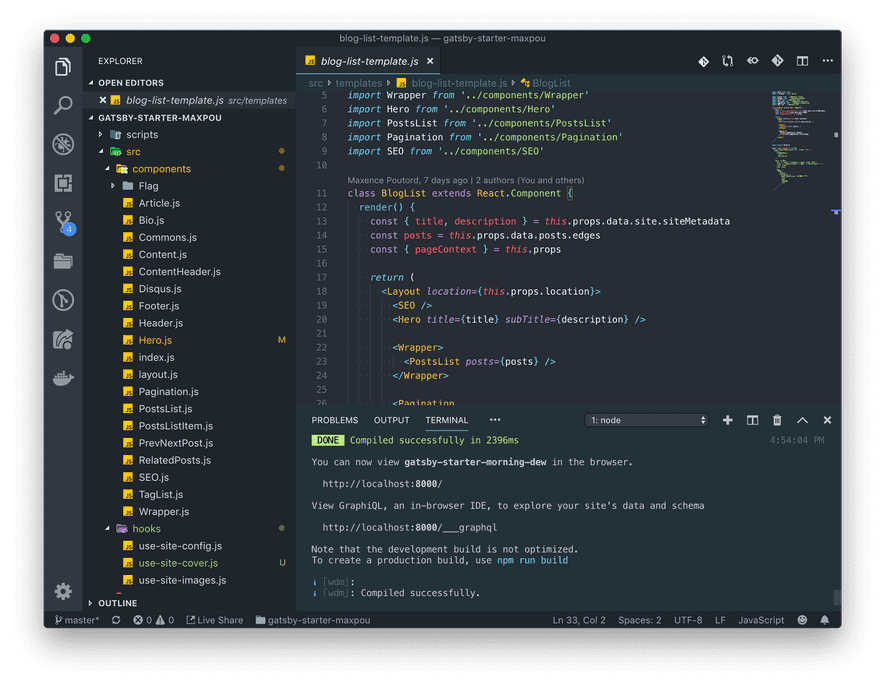 blog-list-template.js — gatsby-starter-maxpou
EXPLORER
OPEN EDITORS
blog-list-template.js src/templates
GATSBY-STARTER-MAXPOU
scripts
src
components
Flag
Article.js
Bio.js
Commons.js
Content.js
ContentHeader.js
Disqus.js
Footer.js
Header.js
Hero.js M
index.js
layout.js
Pagination.js
PostsList.js
PostsListItem.js
PrevNextPost.js
RelatedPosts.js
SEO.js
TagList.js
Wrapper.js
hooks
use-site-config.js
use-site-cover.js U
use-site-images.js
OUTLINE
4
blog-list-template.js
src templates blog-list-template.js BlogList
5 import Wrapper from '../components/Wrapper'
6 import Hero from '../components/Hero'
7 import PostsList from '../components/PostsList'
8 import Pagination from '../components/Pagination'
9 import SEO from '../components/SEO'
10
Maxence Poutord, 7 days ago | 2 authors (You and others)
11 class BlogList extends React.Component {
12 render() {
13 const { title, description } = this.props.data.site.siteMetadata
14 const posts = this.props.data.posts.edges
15 const { pageContext } = this.props
16
17 return (
18 <Layout location={this.props.location}>
19 <SEO />
20 <Hero title={title} subTitle={description} />
21
22 <Wrapper>
23 <PostsList posts={posts} />
24 </Wrapper>
25
26 <Pagination
PROBLEMS OUTPUT TERMINAL ••• 1: node
DONE Compiled successfully in 2396ms 4:54:04 PM
You can now view gatsby-starter-morning-dew in the browser.
http://localhost:8000/
View GraphiQL, an in-browser IDE, to explore your site's data and schema
http://localhost:8000/___graphql
Note that the development build is not optimized.
To create a production build, use npm run build
ℹ ｢wdm｣:
ℹ ｢wdm｣: Compiled successfully.
master* 0 0 Live Share gatsby-starter-maxpou Ln 33, Col 2 Spaces: 2 UTF-8 LF JavaScript